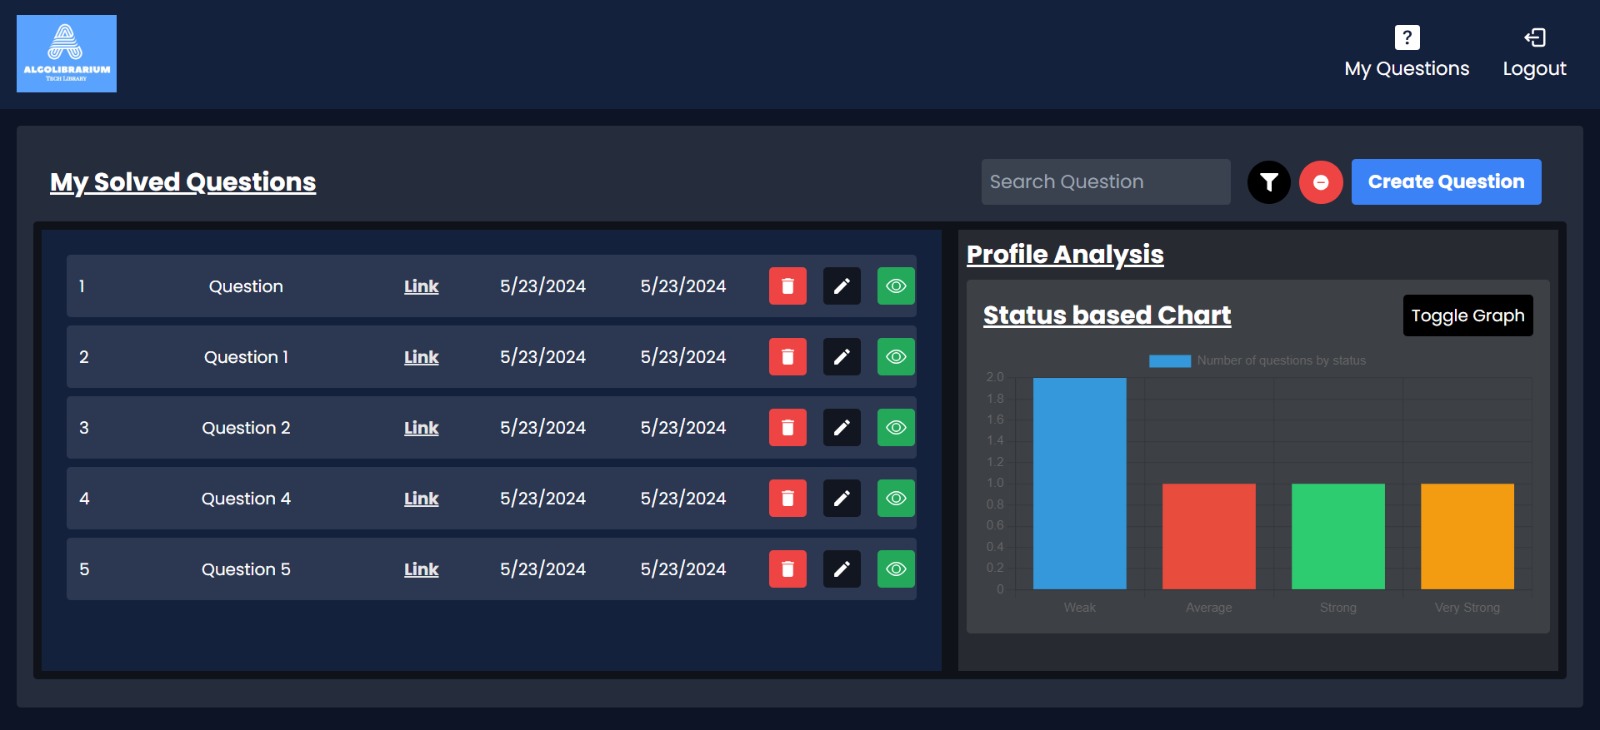 ALGOLIBRARIUM
TECH LIBRARY
?
My Questions
Logout
My Solved Questions
Search Question
Create Question
1 Question Link 5/23/2024 5/23/2024
2 Question 1 Link 5/23/2024 5/23/2024
3 Question 2 Link 5/23/2024 5/23/2024
4 Question 4 Link 5/23/2024 5/23/2024
5 Question 5 Link 5/23/2024 5/23/2024
Profile Analysis
Status based Chart
Toggle Graph
Number of questions by status
2.0
1.8
1.6
1.4
1.2
1.0
0.8
0.6
0.4
0.2
0
Weak Average Strong Very Strong